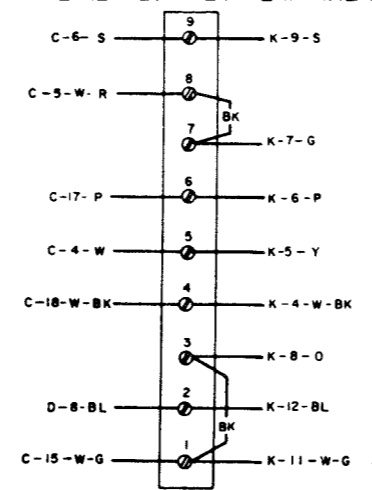 9
C-6- S K-9-S
8
C-5-W-R
BK
7
K-7-G
6
C-17-P K-6-P
5
C-4-W K-5-Y
4
C-18-W-BK K-4-W-BK
3
K-8-O
2
D-8-BL K-12-BL
BK
1
C-15-W-G K-11-W-G